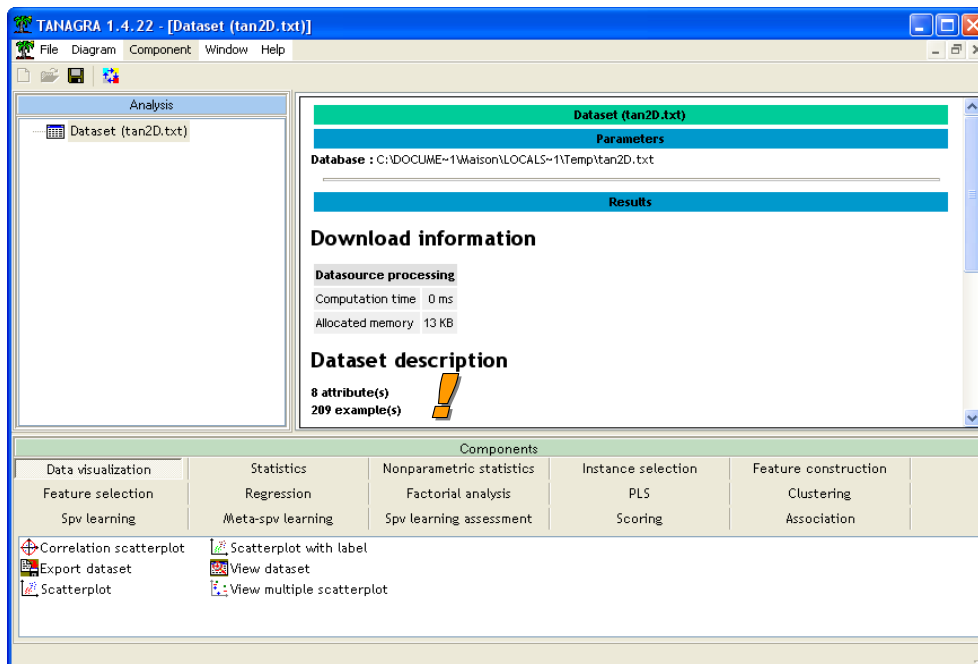 TANAGRA 1.4.22 - [Dataset (tan2D.txt)]
File Diagram Component Window Help
Analysis
Dataset (tan2D.txt)
Dataset (tan2D.txt)
Parameters
Database : C:\DOCUME~1\Maison\LOCALS~1\Temp\tan2D.txt
Results
Download information
Datasource processing
Computation time 0 ms
Allocated memory 13 KB
Dataset description
8 attribute(s)
209 example(s)
!
Components
Data visualization Statistics Nonparametric statistics Instance selection Feature construction
Feature selection Regression Factorial analysis PLS Clustering
Spv learning Meta-spv learning Spv learning assessment Scoring Association
Correlation scatterplot Scatterplot with label
Export dataset View dataset
Scatterplot View multiple scatterplot